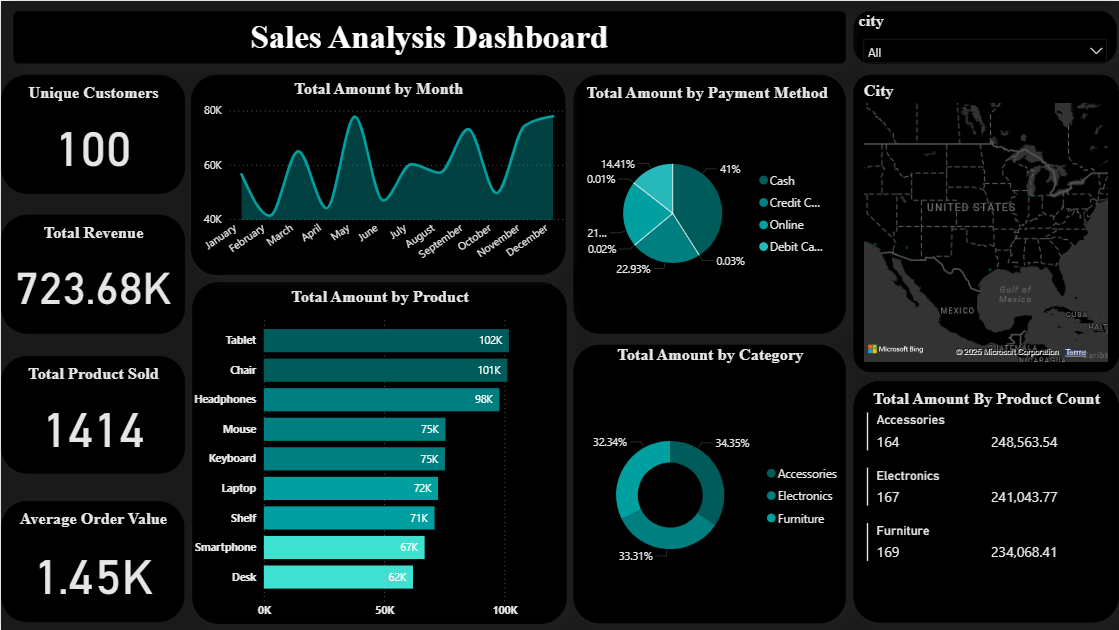 Sales Analysis Dashboard
city
All
Unique Customers
100
Total Revenue
723.68K
Total Product Sold
1414
Average Order Value
1.45K
Total Amount by Month
80K
60K
40K
January
February
March
April
May
June
July
August
September
October
November
December
Total Amount by Product
Tablet 102K
Chair 101K
Headphones 98K
Mouse 75K
Keyboard 75K
Laptop 72K
Shelf 71K
Smartphone 67K
Desk 62K
0K 50K 100K
Total Amount by Payment Method
14.41% 41%
0.01%
21...
0.02%
22.93% 0.03%
Cash
Credit C...
Online
Debit Ca...
Total Amount by Category
32.34% 34.35%
33.31%
Accessories
Electronics
Furniture
City
UNITED STATES
Gulf of
Mexico
MEXICO
CUBA
HAIT
GUATEMALA
NICARAGUA
Microsoft Bing
© 2025 Microsoft Corporation Terms
Total Amount By Product Count
Accessories
164 248,563.54
Electronics
167 241,043.77
Furniture
169 234,068.41